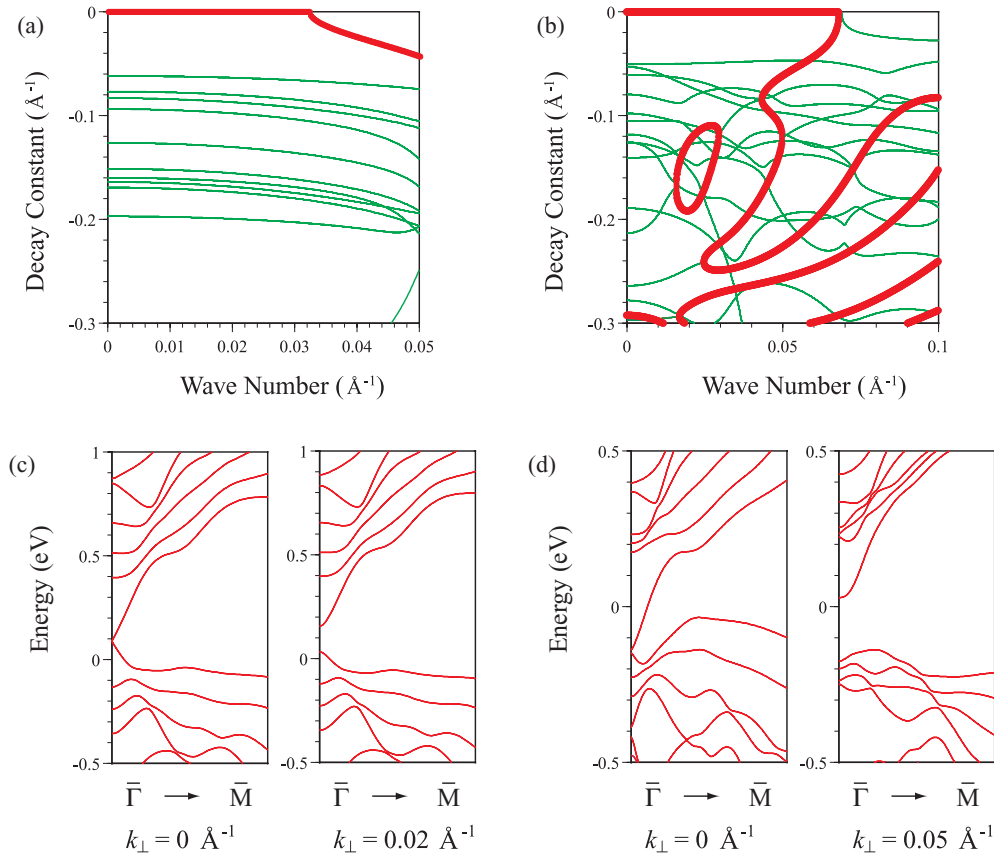 (a)
0
-0.1
-0.2
-0.3
Decay Constant (Å⁻¹)
0 0.01 0.02 0.03 0.04 0.05
Wave Number (Å⁻¹)
(b)
0
-0.1
-0.2
-0.3
Decay Constant (Å⁻¹)
0 0.05 0.1
Wave Number (Å⁻¹)
(c)
1
0.5
0
-0.5
Energy (eV)
Γ̄ → M̄
k⊥ = 0 Å⁻¹
Γ̄ → M̄
k⊥ = 0.02 Å⁻¹
(d)
0.5
0
-0.5
Energy (eV)
Γ̄ → M̄
k⊥ = 0 Å⁻¹
0.5
0
-0.5
Γ̄ → M̄
k⊥ = 0.05 Å⁻¹
1
0.5
0
-0.5